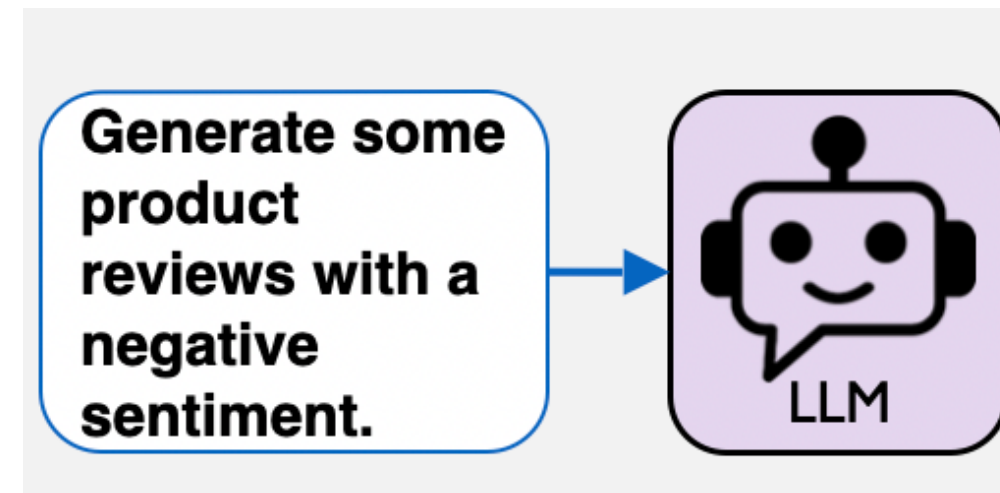 Generate some
product
reviews with a
negative
sentiment.
LLM